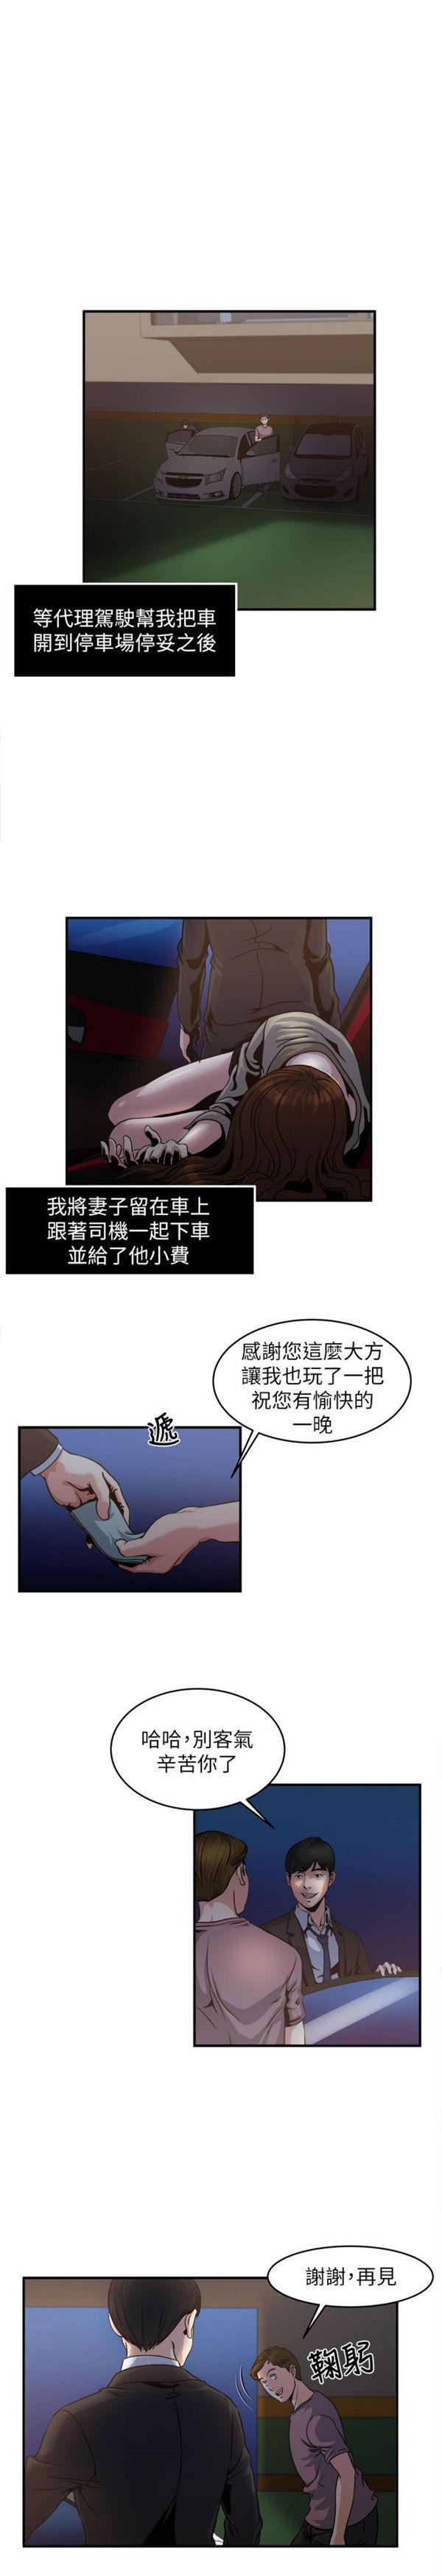 等代理駕駛幫我把車
開到停車場停妥之後
我將妻子留在車上
跟著司機一起下車
並給了他小費
感謝您這麼大方
讓我也玩了一把
祝您有愉快的
一晚
遞
哈哈，別客氣
辛苦你了
謝謝，再見
鞠躬